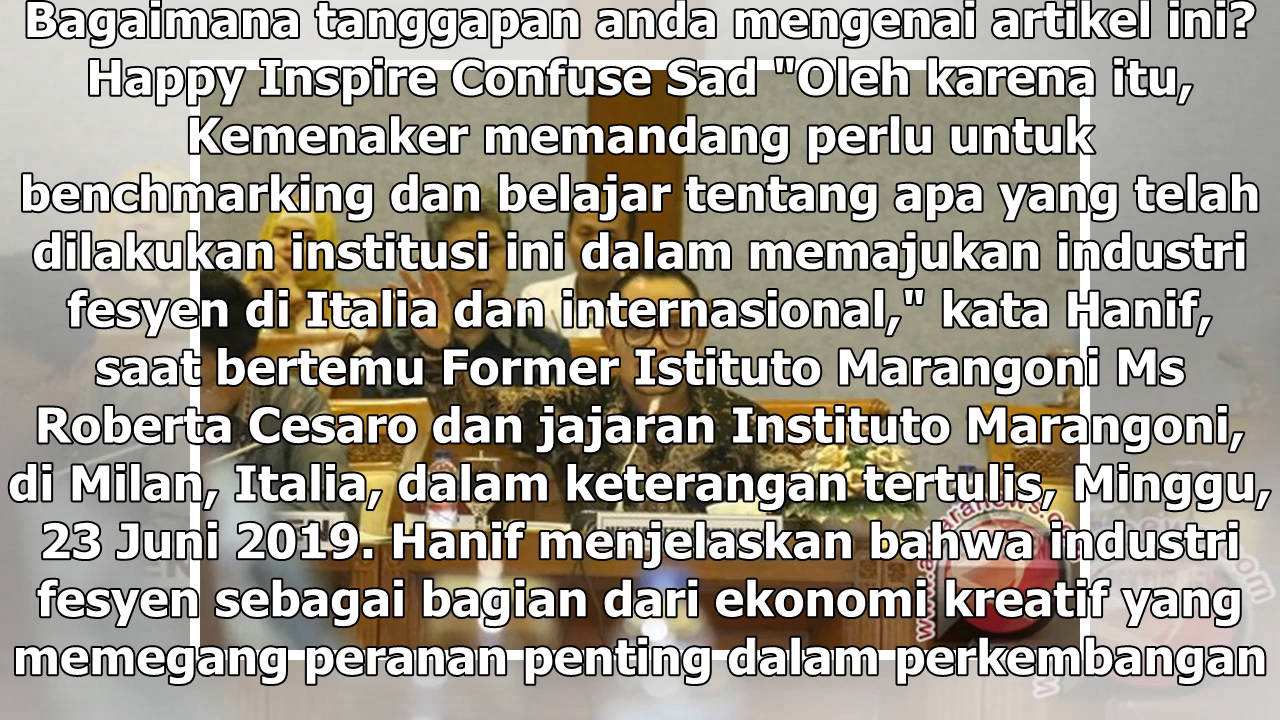 Bagaimana tanggapan anda mengenai artikel ini?
Happy Inspire Confuse Sad "Oleh karena itu,
Kemenaker memandang perlu untuk
benchmarking dan belajar tentang apa yang telah
dilakukan institusi ini dalam memajukan industri
fesyen di Italia dan internasional," kata Hanif,
saat bertemu Former Istituto Marangoni Ms
Roberta Cesaro dan jajaran Instituto Marangoni,
di Milan, Italia, dalam keterangan tertulis, Minggu,
23 Juni 2019. Hanif menjelaskan bahwa industri
fesyen sebagai bagian dari ekonomi kreatif yang
memegang peranan penting dalam perkembangan